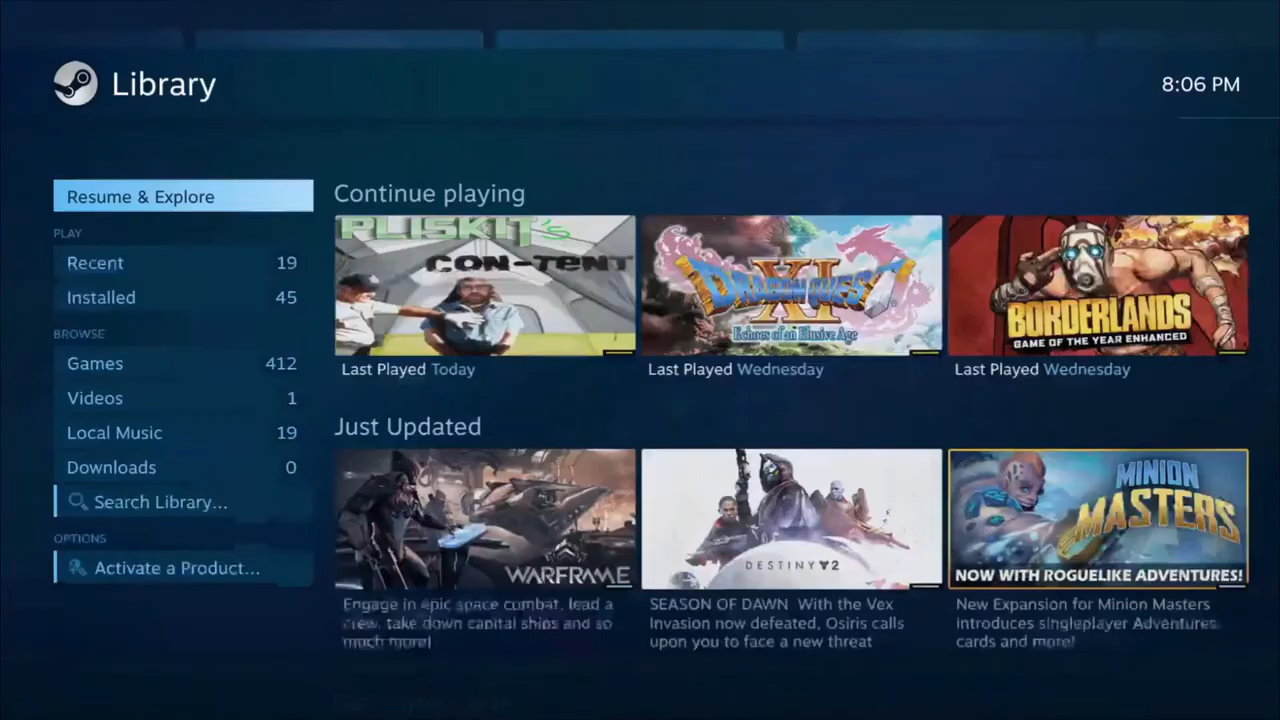 Library
8:06 PM
Resume & Explore
PLAY
Recent 19
Installed 45
BROWSE
Games 412
Videos 1
Local Music 19
Downloads 0
Search Library...
OPTIONS
Activate a Product...
Continue playing
PLISKIT's
CON-TENT
DRAGON QUEST
XI
Echoes of an Elusive Age
BORDERLANDS
GAME OF THE YEAR ENHANCED
Last Played Today
Last Played Wednesday
Last Played Wednesday
Just Updated
WARFRAME
DESTINY 2
MINION
MASTERS
NOW WITH ROGUELIKE ADVENTURES!
Engage in epic space combat, lead a
crew, take down capital ships and so
much more!
SEASON OF DAWN With the Vex
Invasion now defeated, Osiris calls
upon you to face a new threat
New Expansion for Minion Masters
introduces singleplayer Adventures,
cards and more!